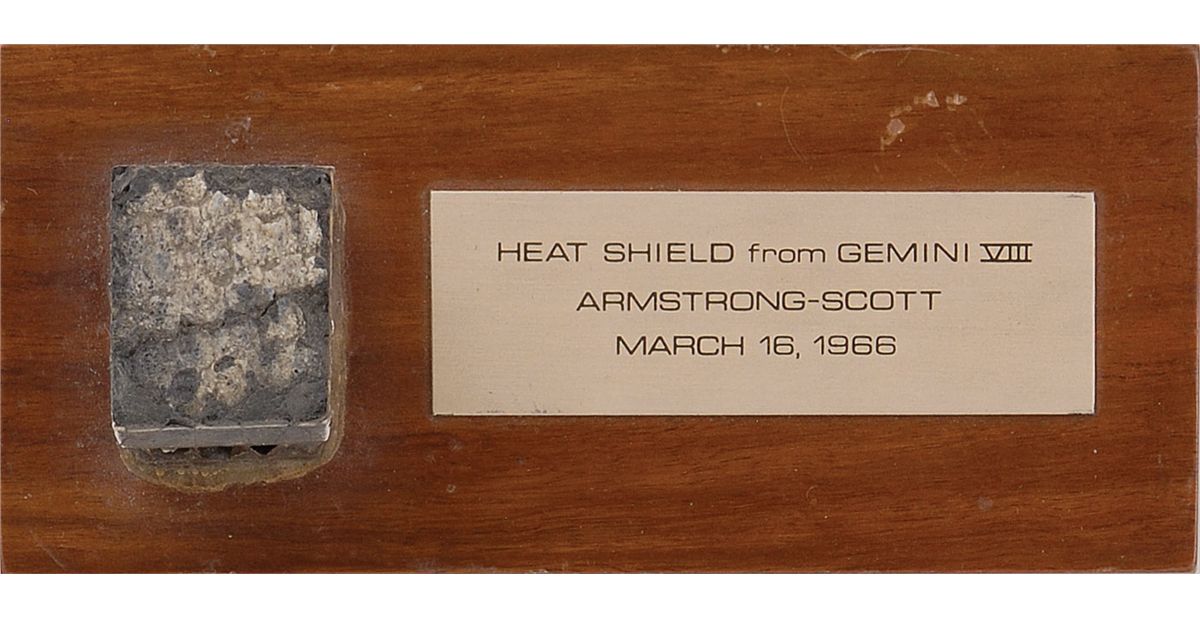 HEAT SHIELD from GEMINI VIII
ARMSTRONG-SCOTT
MARCH 16, 1966